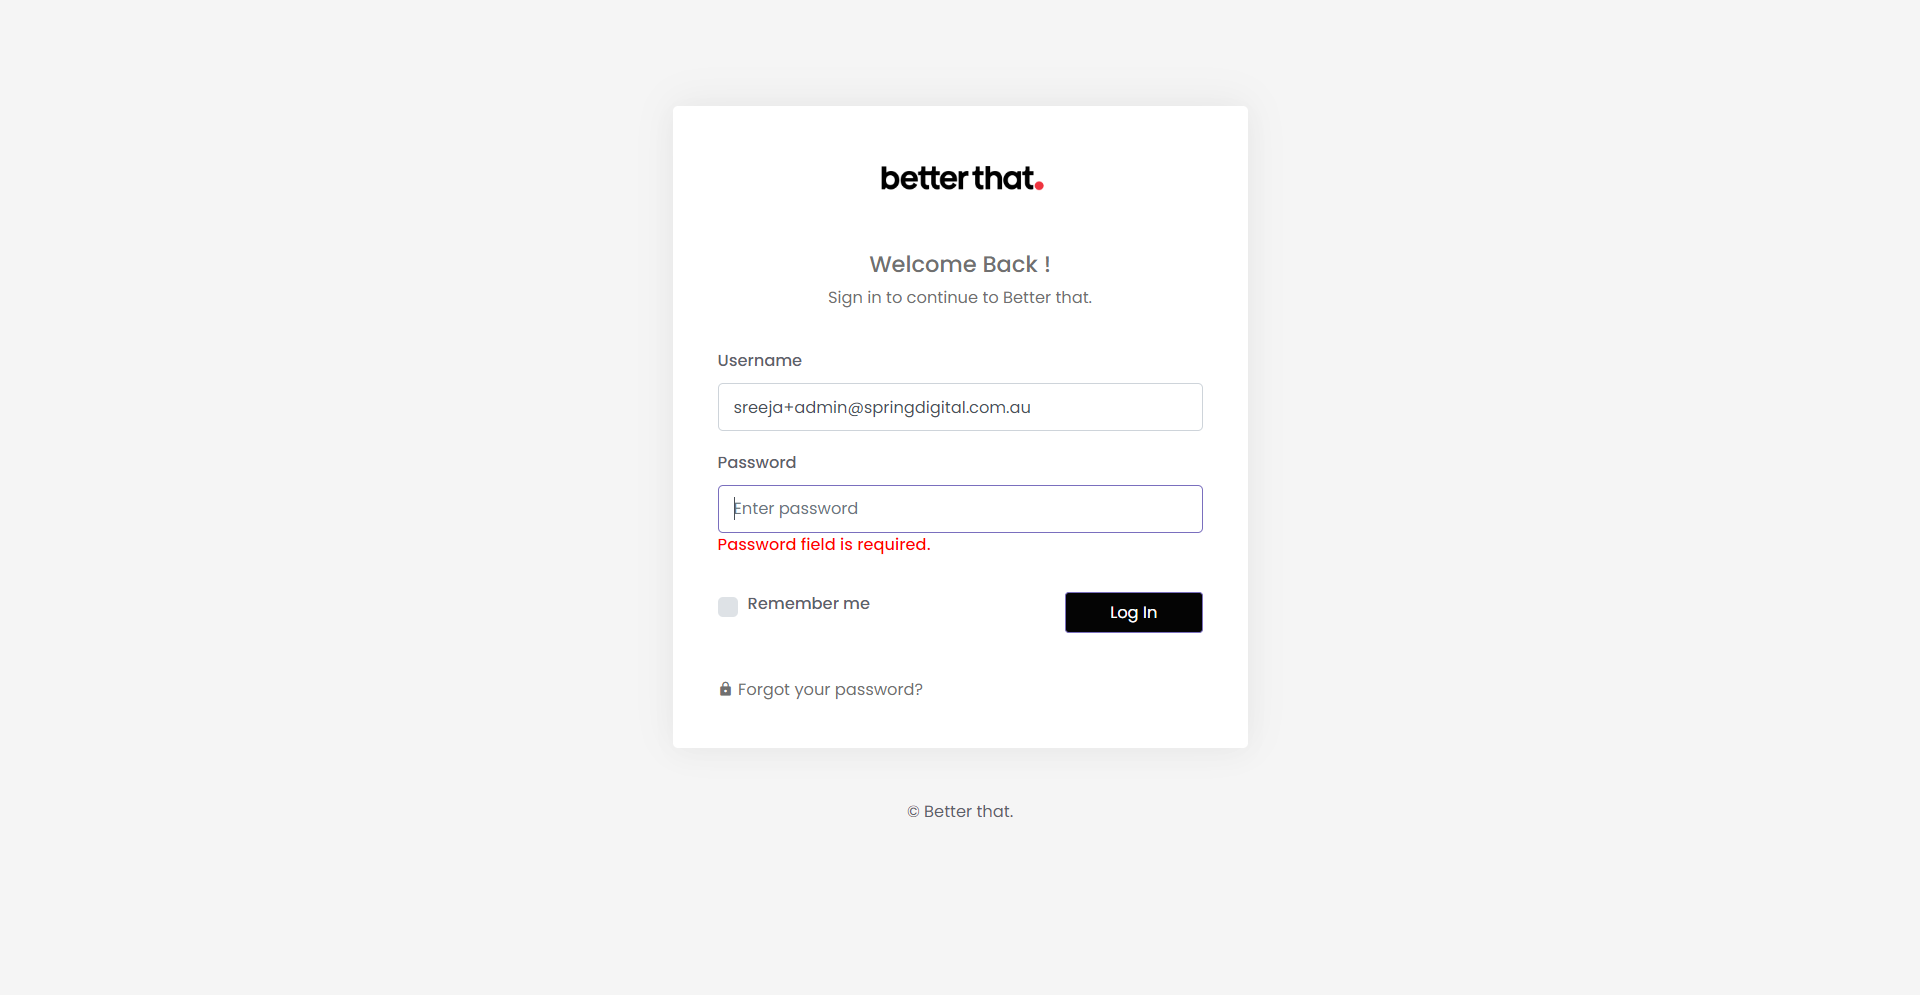 better that.
Welcome Back !
Sign in to continue to Better that.
Username
sreeja+admin@springdigital.com.au
Password
Enter password
Password field is required.
Remember me
Log In
Forgot your password?
© Better that.